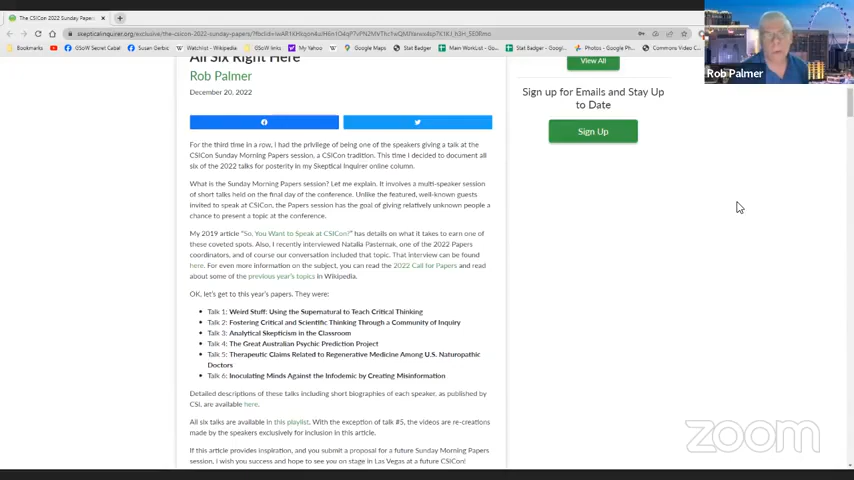 The CSICon 2022 Sunday Papers
skepticalinquirer.org/exclusive/the-csicon-2022-sunday-papers/
Bookmarks
GSoW Secret Cabal
Susan Gerbic
Watchlist - Wikipedia
GSoW links
My Yahoo
Google Maps
Stat Badger
Main WorkList - Go...
Stat Badger - Goo...
Photos - Google Ph...
Community Consol...
All Six Right Here
Rob Palmer
December 20, 2022
For the third time in a row, I had the privilege of being one of the speakers giving a talk at the
CSICon Sunday Morning Papers session, a CSICon tradition. This time I decided to document all
six of the 2022 talks for posterity in my Skeptical Inquirer online column.
What is the Sunday Morning Papers session? Let me explain. It involves a multi-speaker session
of short talks held on the final day of the conference. Unlike the featured, well-known guests
invited to speak at CSICon, the Papers session has the goal of giving relatively unknown people a
chance to present a topic at the conference.
My 2019 article "So, You Want to Speak at CSICon?" has details on what it takes to earn one of
these coveted spots. Also, I recently interviewed Natalia Pasternak, one of the 2022 Papers
coordinators, and of course our conversation included that topic. That interview can be found
here. For even more information on the subject, you can read the 2022 Call for Papers and read
about some of the previous year's topics in Wikipedia.
OK, let's get to this year's papers. They were:
• Talk 1: Weird Stuff: Using the Supernatural to Teach Critical Thinking
• Talk 2: Fostering Critical and Scientific Thinking Through a Community of Inquiry
• Talk 3: Analytical Skepticism in the Classroom
• Talk 4: The Great Australian Psychic Prediction Project
• Talk 5: Therapeutic Claims Related to Regenerative Medicine Among U.S. Naturopathic
Doctors
• Talk 6: Inoculating Minds Against the Infodemic by Creating Misinformation
Detailed descriptions of these talks including short biographies of each speaker, as published by
CSI, are available here.
All six talks are available in this playlist. With the exception of talk #5, the videos are re-creations
made by the speakers exclusively for inclusion in this article.
If this article provides inspiration, and you submit a proposal for a future Sunday Morning Papers
session, i wish you success and hope to see you on stage in Las Vegas at a future CSICon!
View All
Sign up for Emails and Stay Up
to Date
Sign Up
Rob Palmer
zoom